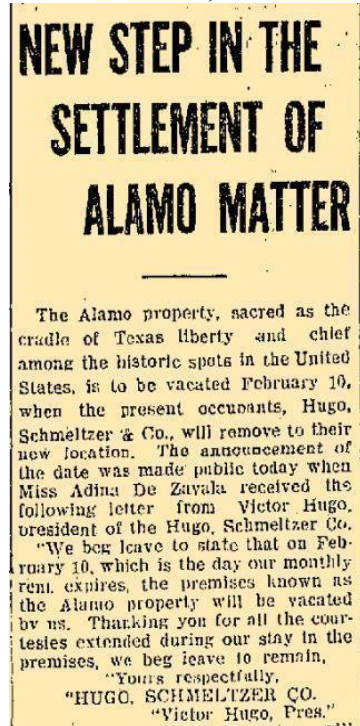 NEW STEP IN THE
SETTLEMENT OF
ALAMO MATTER
The Alamo property, sacred as the
cradle of Texas liberty and chief
among the historic spots in the United
States, is to be vacated February 10,
when the present occupants, Hugo,
Schmeltzer & Co., will remove to their
new location. The announcement of
the date was made public today when
Miss Adina De Zavala received the
following letter from Victor Hugo,
president of the Hugo, Schmeltzer Co.
"We beg leave to state that on Feb-
ruary 10, which is the day our monthly
rent expires, the premises known as
the Alamo property will be vacated
by us. Thanking you for all the cour-
tesies extended during our stay in the
premises, we beg leave to remain,
"Yours respectfully,
"HUGO, SCHMELTZER CO.
"Victor Hugo, Pres."